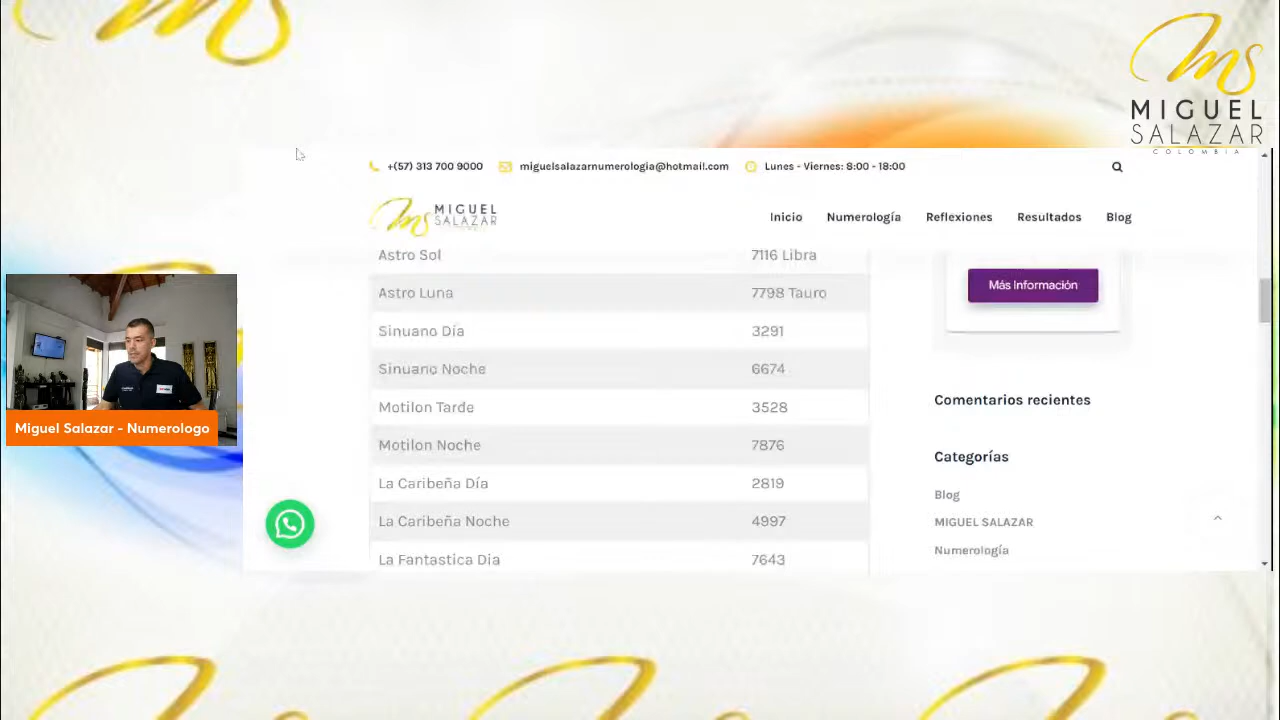 MIGUEL
SALAZAR
COLOMBIA
+(57) 313 700 9000 miguelsalazarnumerologia@hotmail.com Lunes - Viernes: 8:00 - 18:00
MIGUEL
SALAZAR
Inicio Numerología Reflexiones Resultados Blog
Astro Sol 7116 Libra
Astro Luna 7798 Tauro
Sinuano Día 3291
Sinuano Noche 6674
Motilon Tarde 3528
Motilon Noche 7876
La Caribeña Día 2819
La Caribeña Noche 4997
La Fantastica Dia 7643
Más Información
Comentarios recientes
Categorías
Blog
MIGUEL SALAZAR
Numerología
Miguel Salazar - Numerologo